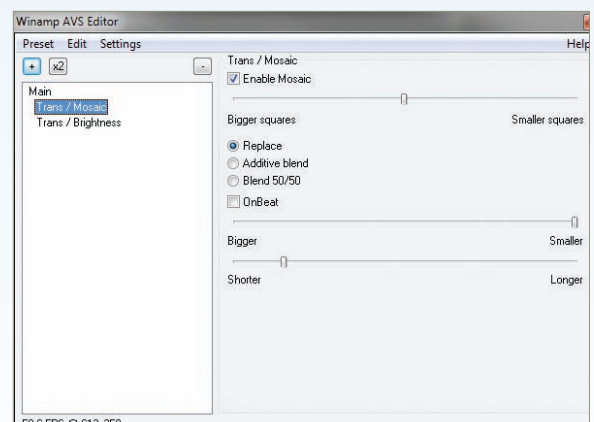 Winamp AVS Editor
Preset Edit Settings Help
+ x2 -
Main
Trans / Mosaic
Trans / Brightness
Trans / Mosaic
Enable Mosaic
Bigger squares Smaller squares
Replace
Additive blend
Blend 50/50
OnBeat
Bigger Smaller
Shorter Longer